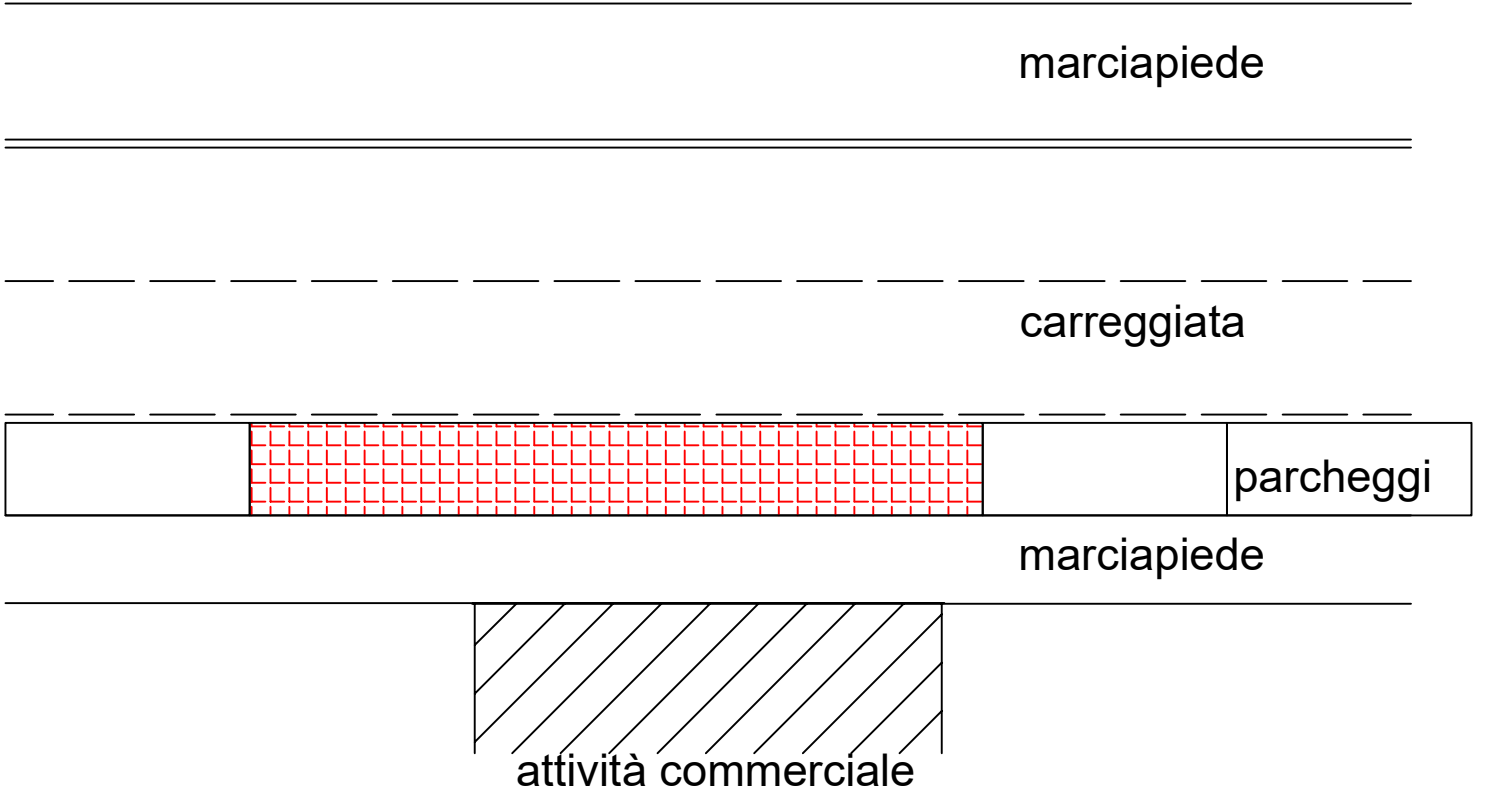 marciapiede
carreggiata
parcheggi
marciapiede
attività commerciale